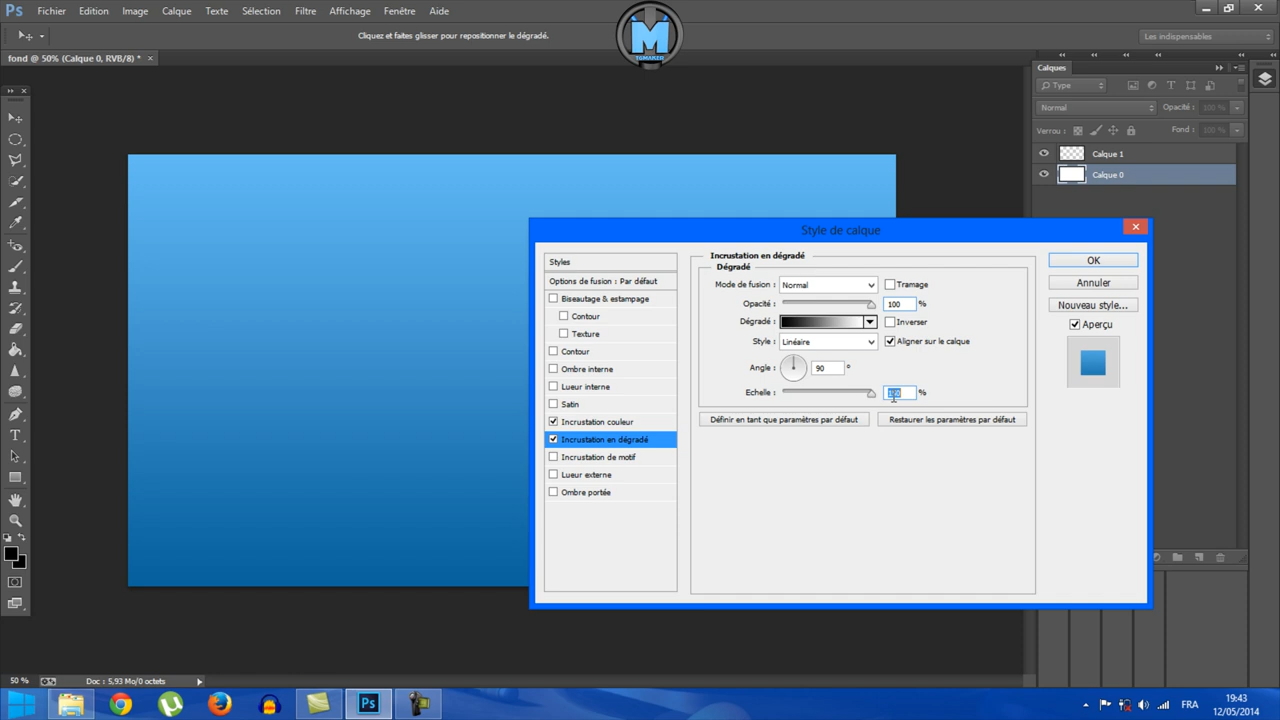 Ps Fichier Edition Image Calque Texte Sélection Filtre Affichage Fenêtre Aide
Cliquez et faites glisser pour repositionner le dégradé.
Les indispensables
M
TGMAKER
fond @ 50% (Calque 0, RVB/8) *
Calques
Type
Normal Opacité : 100 %
Verrou : Fond : 100 %
Calque 1
Calque 0
Style de calque
Styles
Options de fusion : Par défaut
Biseautage & estampage
Contour
Texture
Contour
Ombre interne
Lueur interne
Satin
Incrustation couleur
Incrustation en dégradé
Incrustation de motif
Lueur externe
Ombre portée
Incrustation en dégradé
Dégradé
Mode de fusion : Normal Tramage
Opacité : 100 %
Dégradé : Inverser
Style : Linéaire Aligner sur le calque
Angle : 90 °
Echelle : %
Définir en tant que paramètres par défaut Restaurer les paramètres par défaut
OK
Annuler
Nouveau style...
Aperçu
50 % Doc : 5,93 Mo/0 octets
Ps
FRA
19:43
12/05/2014